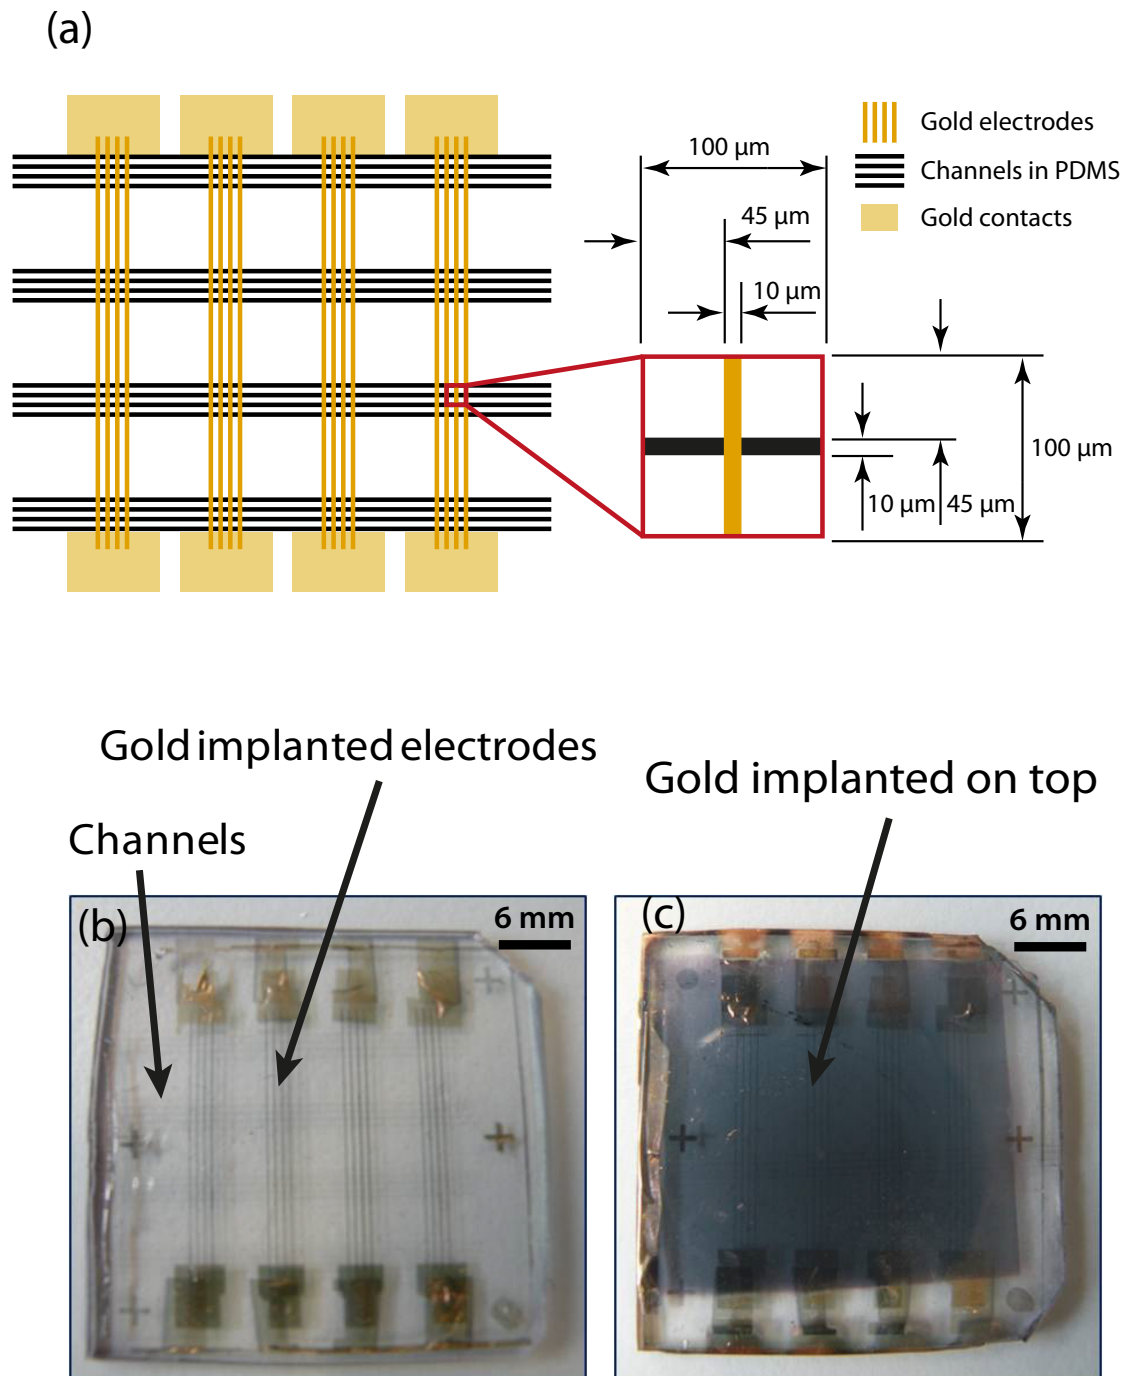 (a)
Gold electrodes
Channels in PDMS
Gold contacts
100 µm
45 µm
10 µm
100 µm
10 µm
45 µm
Gold implanted electrodes
Gold implanted on top
Channels
(b)
6 mm
(c)
6 mm